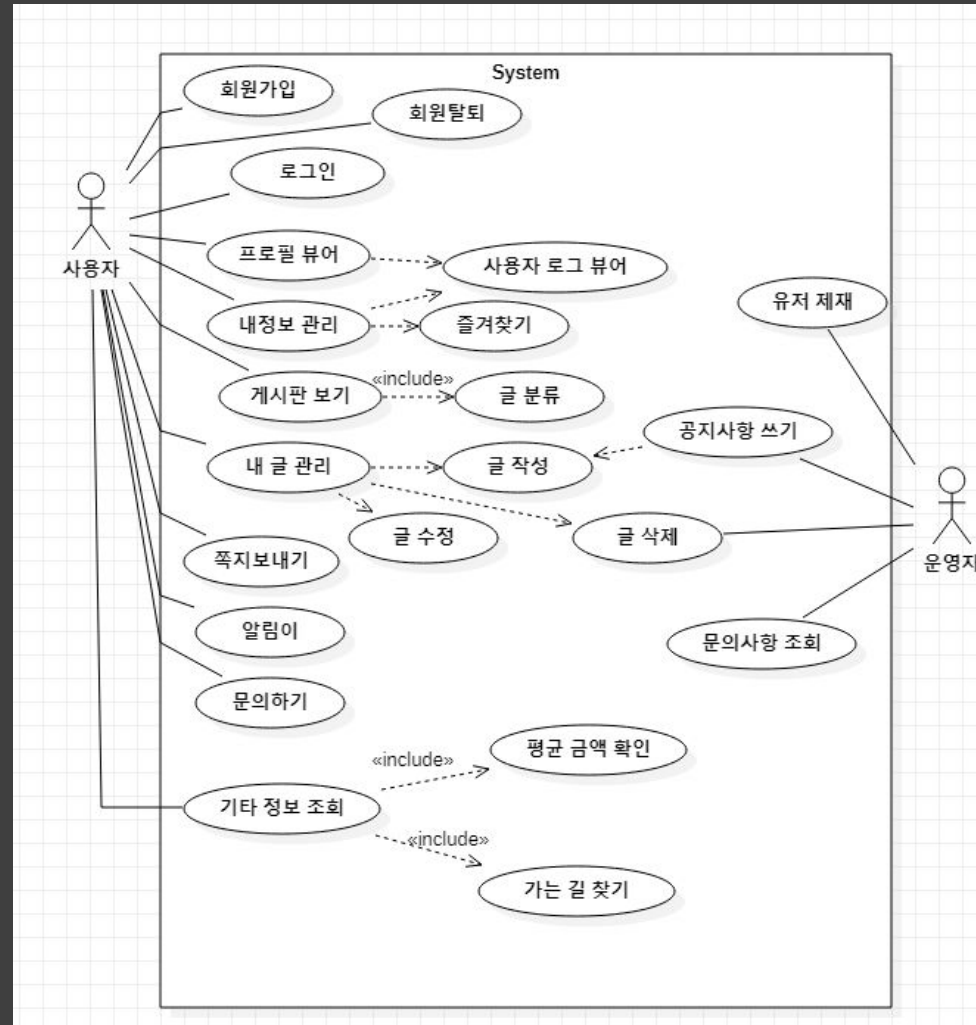 System
회원가입
회원탈퇴
로그인
사용자
프로필 뷰어
사용자 로그 뷰어
유저 제재
내정보 관리
즐겨찾기
«include»
게시판 보기
글 분류
공지사항 쓰기
내 글 관리
글 작성
글 수정
글 삭제
쪽지보내기
운영자
알림이
문의사항 조회
문의하기
평균 금액 확인
«include»
기타 정보 조회
«include»
가는 길 찾기